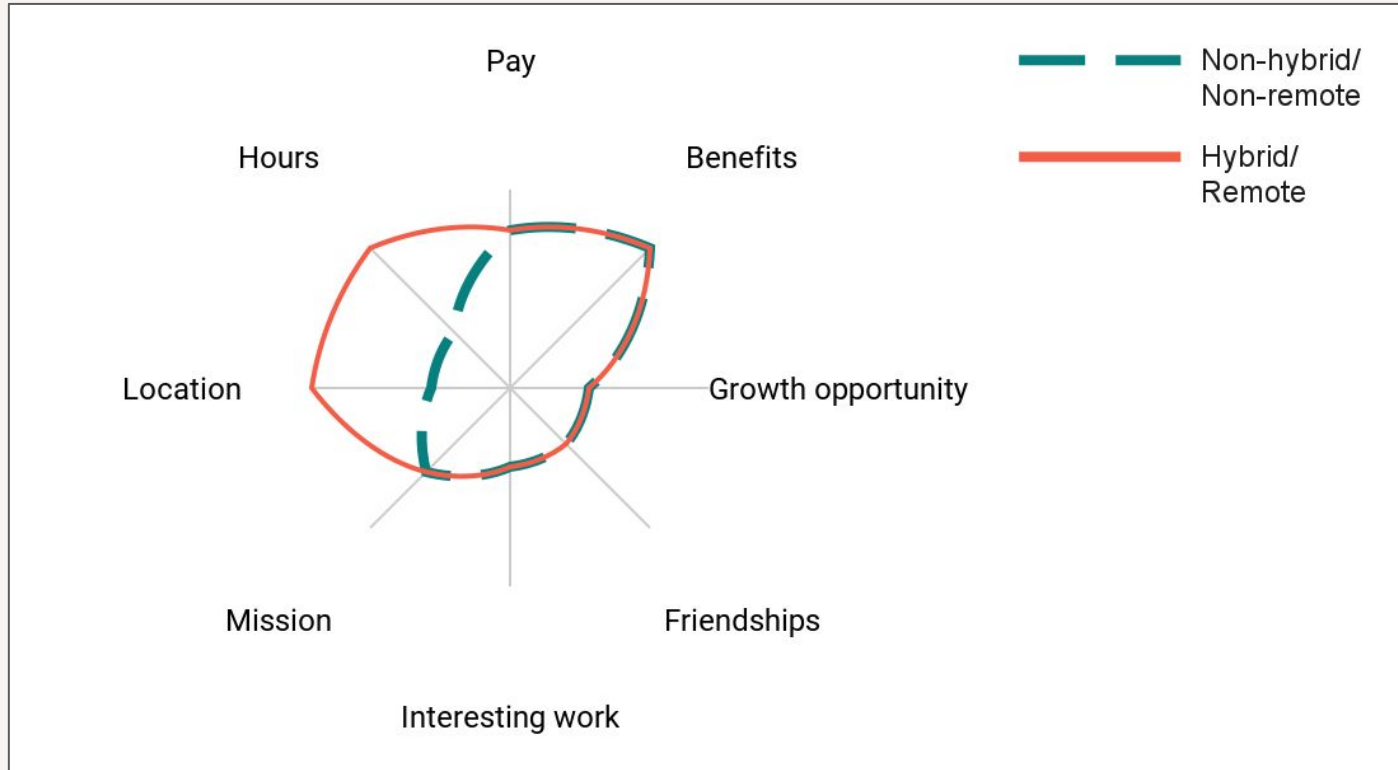 Pay
Non-hybrid/
Non-remote
Hours
Benefits
Hybrid/
Remote
Location
Growth opportunity
Mission
Friendships
Interesting work